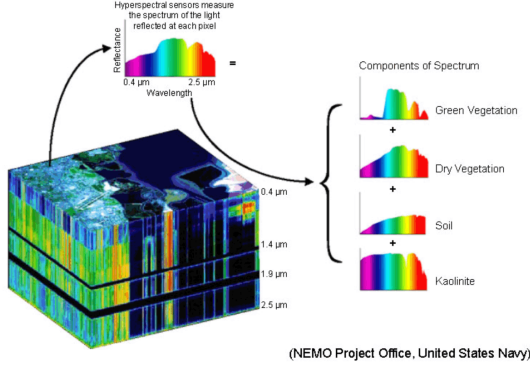 Hyperspectral sensors measure
the spectrum of the light
reflected at each pixel
Reflectance
=
0.4 µm
2.5 µm
Wavelength
Components of Spectrum
Green Vegetation
+
Dry Vegetation
+
Soil
+
Kaolinite
0.4 µm
1.4 µm
1.9 µm
2.5 µm
(NEMO Project Office, United States Navy)